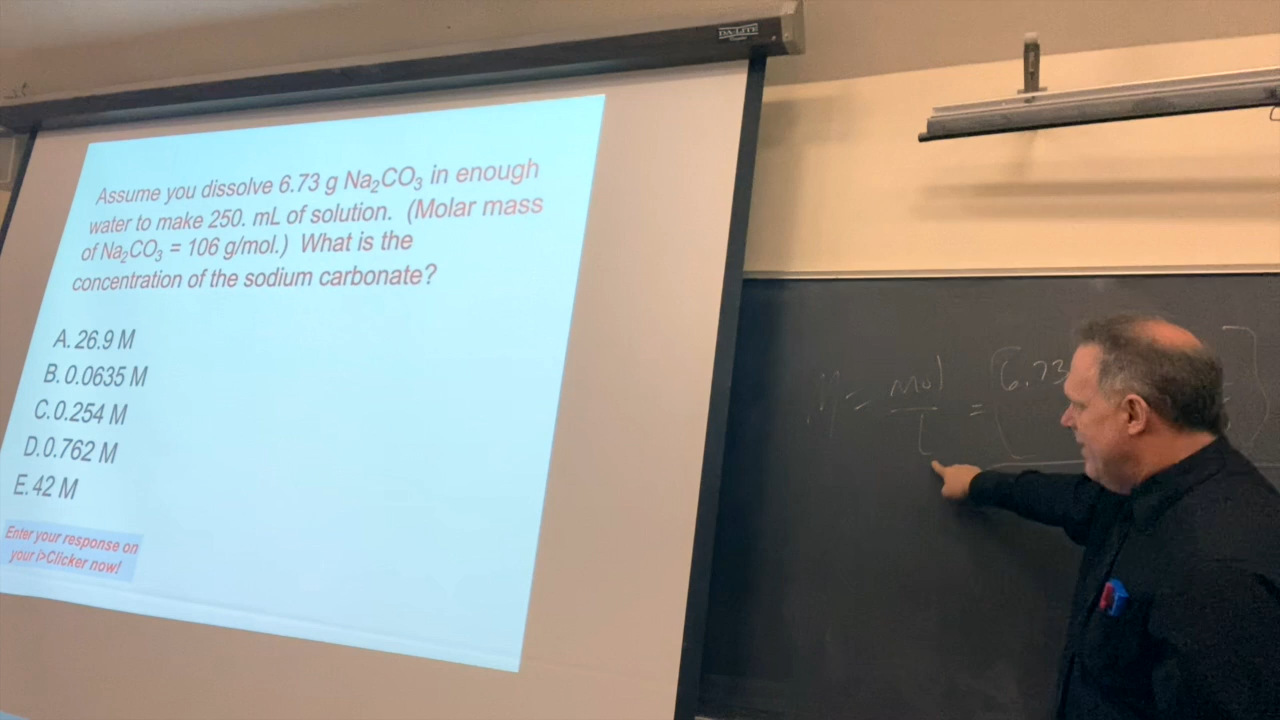 DA-LITE
Assume you dissolve 6.73 g Na₂CO₃ in enough
water to make 250. mL of solution. (Molar mass
of Na₂CO₃ = 106 g/mol.) What is the
concentration of the sodium carbonate?
A. 26.9 M
B. 0.0635 M
C. 0.254 M
D. 0.762 M
E. 42 M
Enter your response on
your i>Clicker now!
M = mol = 6.73
L